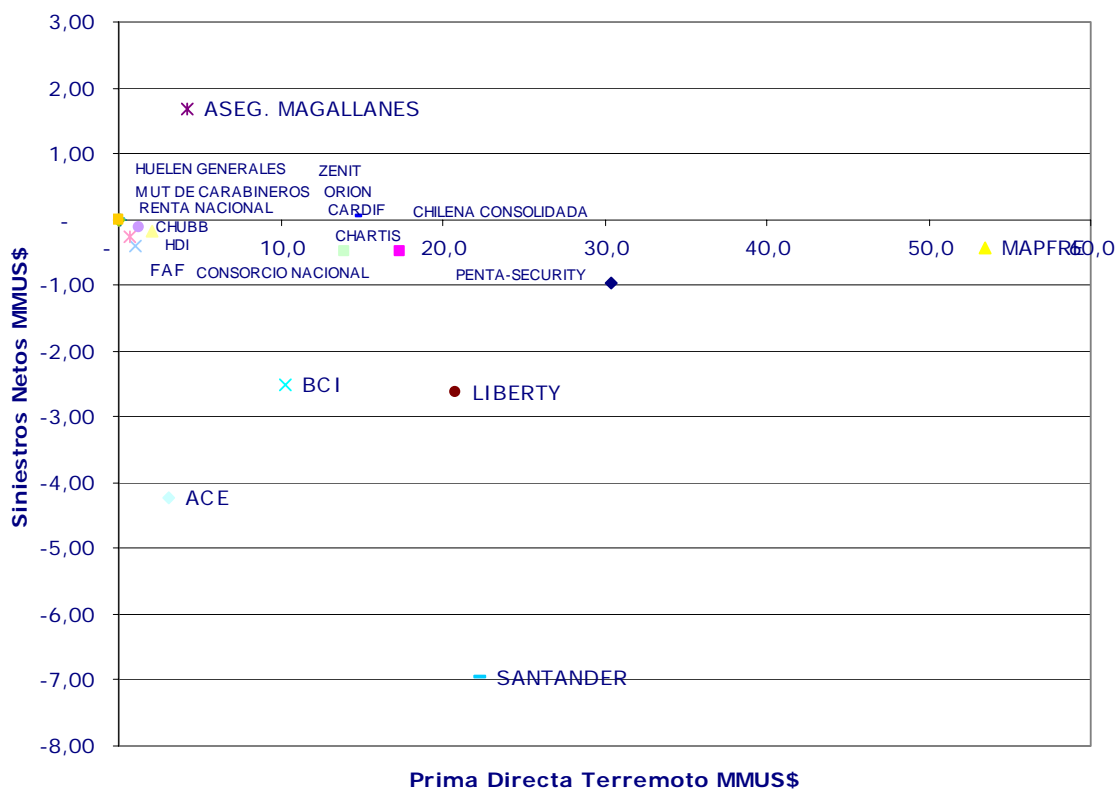 3,00
2,00
ASEG. MAGALLANES
1,00
HUELEN GENERALES ZENIT
MUT DE CARABINEROS ORION
RENTA NACIONAL CARDIF CHILENA CONSOLIDADA
-
CHUBB CHARTIS
- HDI 10,0 20,0 30,0 40,0 50,0 MAPFRE 60,0
FAF CONSORCIO NACIONAL PENTA-SECURITY
-1,00
-2,00
BCI LIBERTY
-3,00
-4,00
ACE
-5,00
-6,00
-7,00 SANTANDER
-8,00
Siniestros Netos MMUS$
Prima Directa Terremoto MMUS$